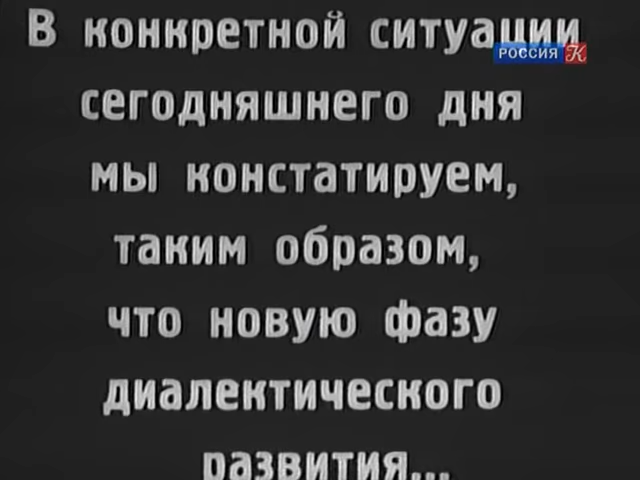 В конкретной ситуации
РОССИЯ К
сегодняшнего дня
мы констатируем,
таким образом,
что новую фазу
диалектического
развития...